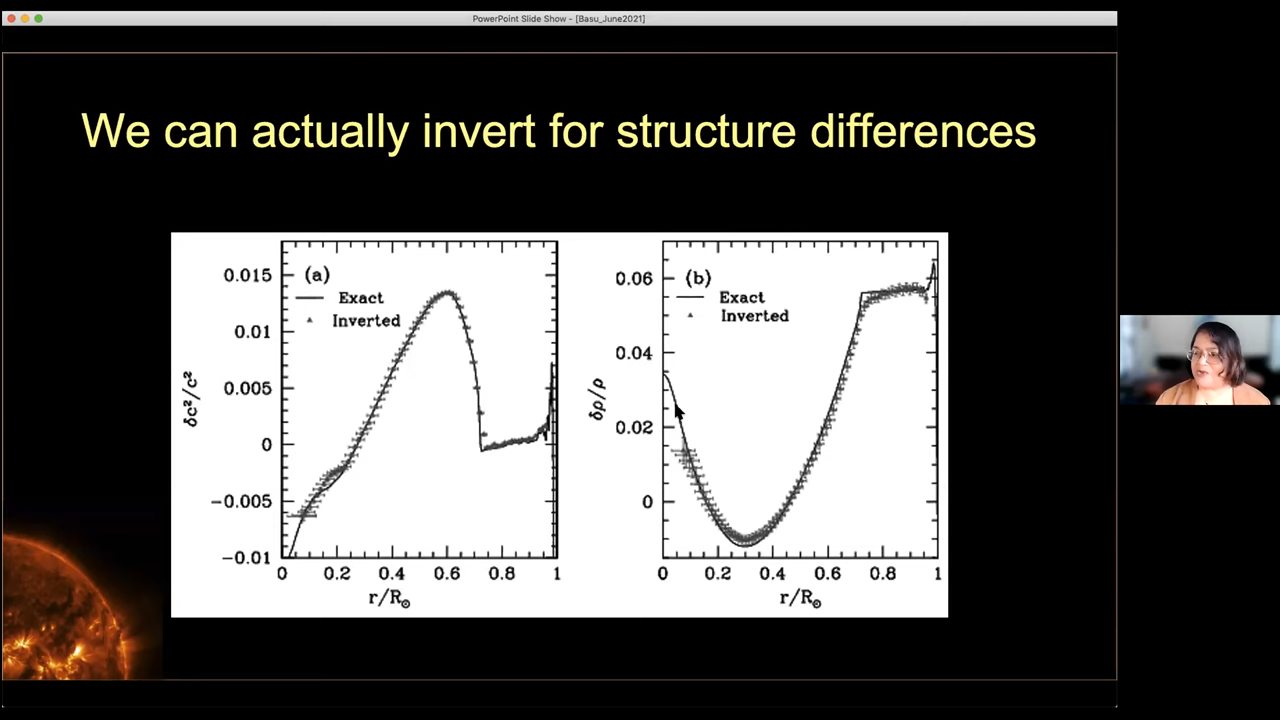 PowerPoint Slide Show - [Basu_June2021]
We can actually invert for structure differences
(a)
Exact
Inverted
0.015
0.01
0.005
0
−0.005
−0.01
δc²/c²
0 0.2 0.4 0.6 0.8 1
r/R⊙
(b)
Exact
Inverted
0.06
0.04
0.02
0
δρ/ρ
0 0.2 0.4 0.6 0.8 1
r/R⊙